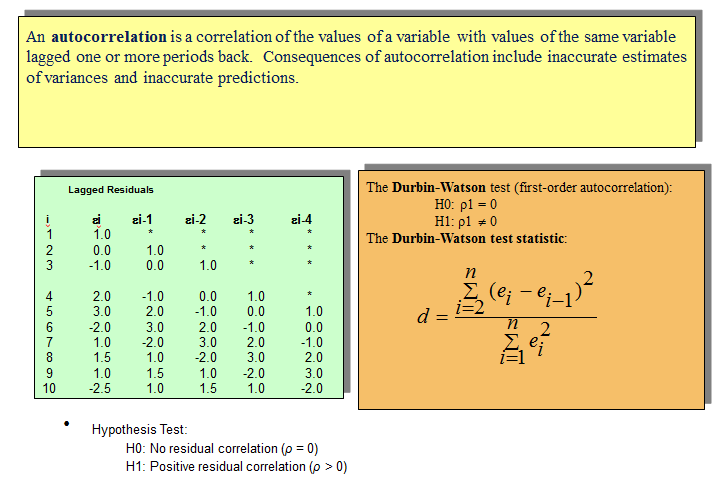 An autocorrelation is a correlation of the values of a variable with values of the same variable
lagged one or more periods back. Consequences of autocorrelation include inaccurate estimates
of variances and inaccurate predictions.
Lagged Residuals
i εi εi-1 εi-2 εi-3 εi-4
1 1.0 * * * *
2 0.0 1.0 * * *
3 -1.0 0.0 1.0 * *
4 2.0 -1.0 0.0 1.0 *
5 3.0 2.0 -1.0 0.0 1.0
6 -2.0 3.0 2.0 -1.0 0.0
7 1.0 -2.0 3.0 2.0 -1.0
8 1.5 1.0 -2.0 3.0 2.0
9 1.0 1.5 1.0 -2.0 3.0
10 -2.5 1.0 1.5 1.0 -2.0
The Durbin-Watson test (first-order autocorrelation):
H0: ρ1 = 0
H1: ρ1 ≠ 0
The Durbin-Watson test statistic:
d = \frac{\sum_{i=2}^{n} (e_i - e_{i-1})^2}{\sum_{i=1}^{n} e_i^2}
• Hypothesis Test:
H0: No residual correlation (ρ = 0)
H1: Positive residual correlation (ρ > 0)